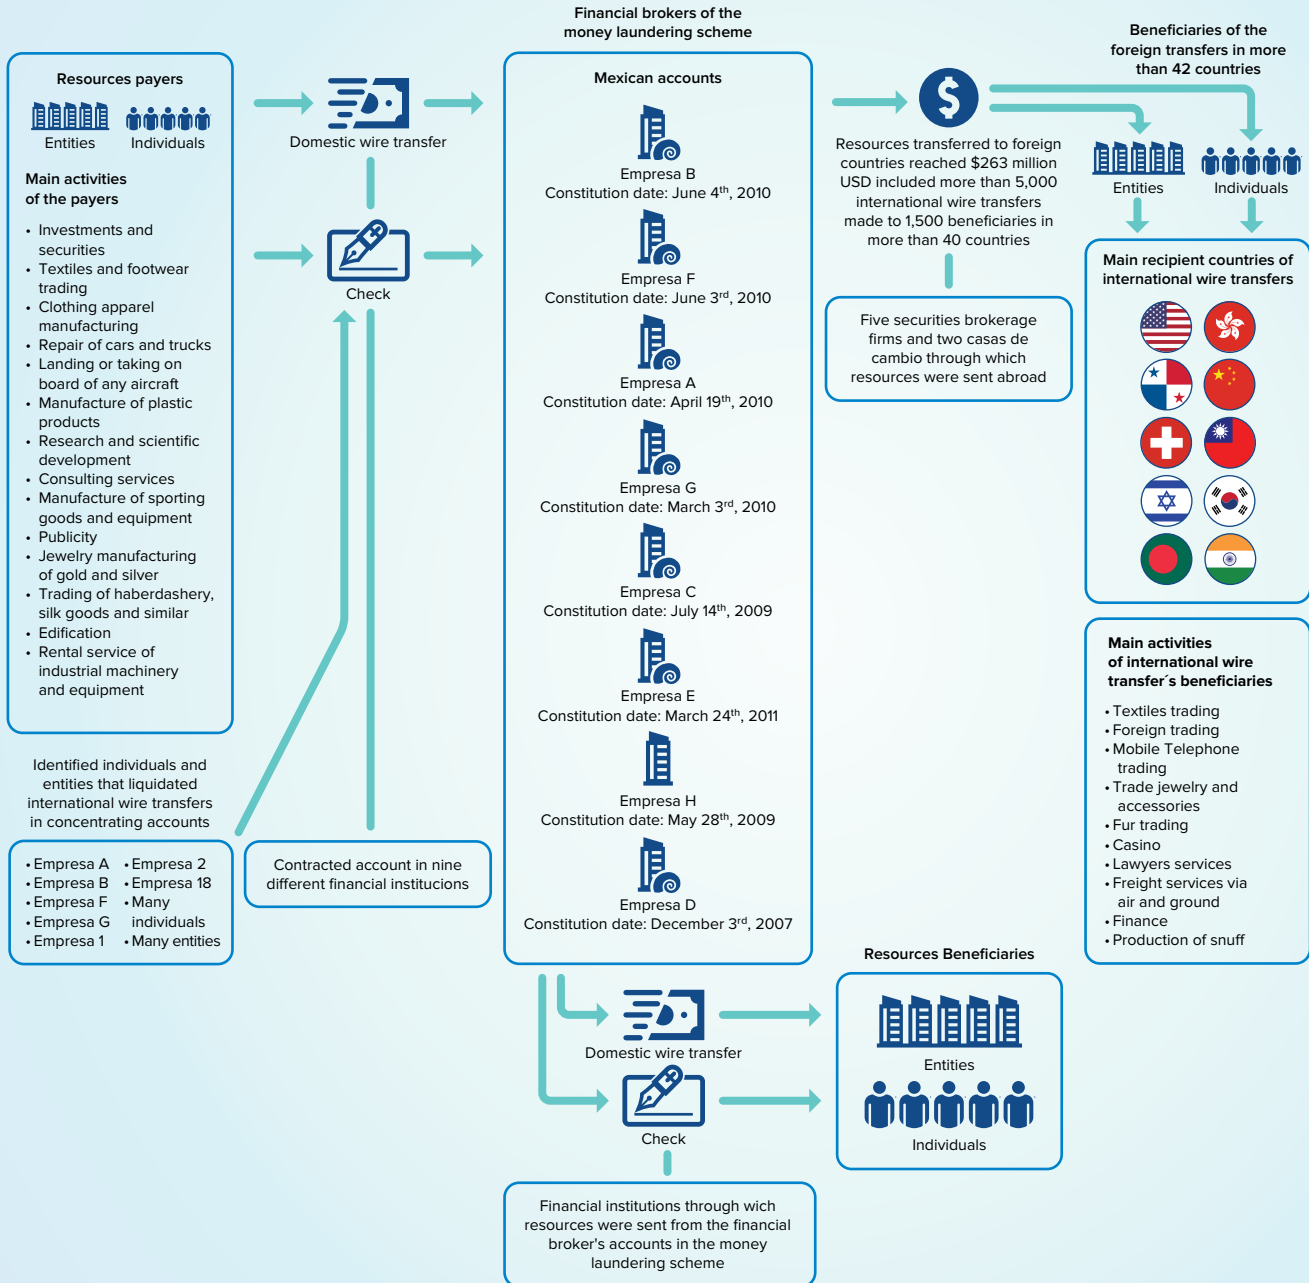 Resources payers
Entities
Individuals
Main activities
of the payers
• Investments and
securities
• Textiles and footwear
trading
• Clothing apparel
manufacturing
• Repair of cars and trucks
• Landing or taking on
board of any aircraft
• Manufacture of plastic
products
• Research and scientific
development
• Consulting services
• Manufacture of sporting
goods and equipment
• Publicity
• Jewelry manufacturing
of gold and silver
• Trading of haberdashery,
silk goods and similar
• Edification
• Rental service of
industrial machinery
and equipment
Identified individuals and
entities that liquidated
international wire transfers
in concentrating accounts
• Empresa A
• Empresa B
• Empresa F
• Empresa G
• Empresa 1
• Empresa 2
• Empresa 18
• Many
individuals
• Many entities
Domestic wire transfer
Check
Contracted account in nine
different financial institucions
Financial brokers of the
money laundering scheme
Mexican accounts
Empresa B
Constitution date: June 4th, 2010
Empresa F
Constitution date: June 3rd, 2010
Empresa A
Constitution date: April 19th, 2010
Empresa G
Constitution date: March 3rd, 2010
Empresa C
Constitution date: July 14th, 2009
Empresa E
Constitution date: March 24th, 2011
Empresa H
Constitution date: May 28th, 2009
Empresa D
Constitution date: December 3rd, 2007
Domestic wire transfer
Check
Financial institutions through wich
resources were sent from the financial
broker's accounts in the money
laundering scheme
Resources Beneficiaries
Entities
Individuals
$
Resources transferred to foreign
countries reached $263 million
USD included more than 5,000
international wire transfers
made to 1,500 beneficiaries in
more than 40 countries
Five securities brokerage
firms and two casas de
cambio through which
resources were sent abroad
Beneficiaries of the
foreign transfers in more
than 42 countries
Entities
Individuals
Main recipient countries of
international wire transfers
Main activities
of international wire
transfer´s beneficiaries
• Textiles trading
• Foreign trading
• Mobile Telephone
trading
• Trade jewelry and
accessories
• Fur trading
• Casino
• Lawyers services
• Freight services via
air and ground
• Finance
• Production of snuff